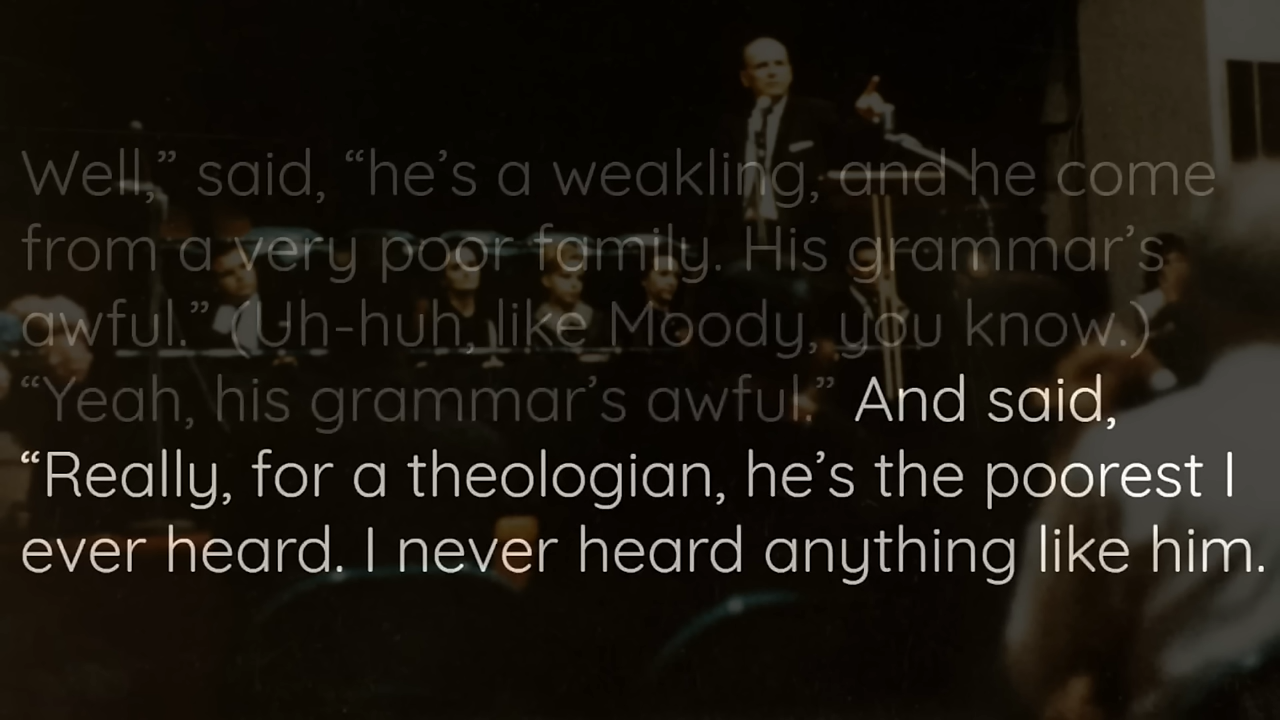 Well,” said, “he’s a weakling, and he come
from a very poor family. His grammar’s
awful.” (Uh-huh, like Moody, you know.)
“Yeah, his grammar’s awful.” And said,
“Really, for a theologian, he’s the poorest I
ever heard. I never heard anything like him.